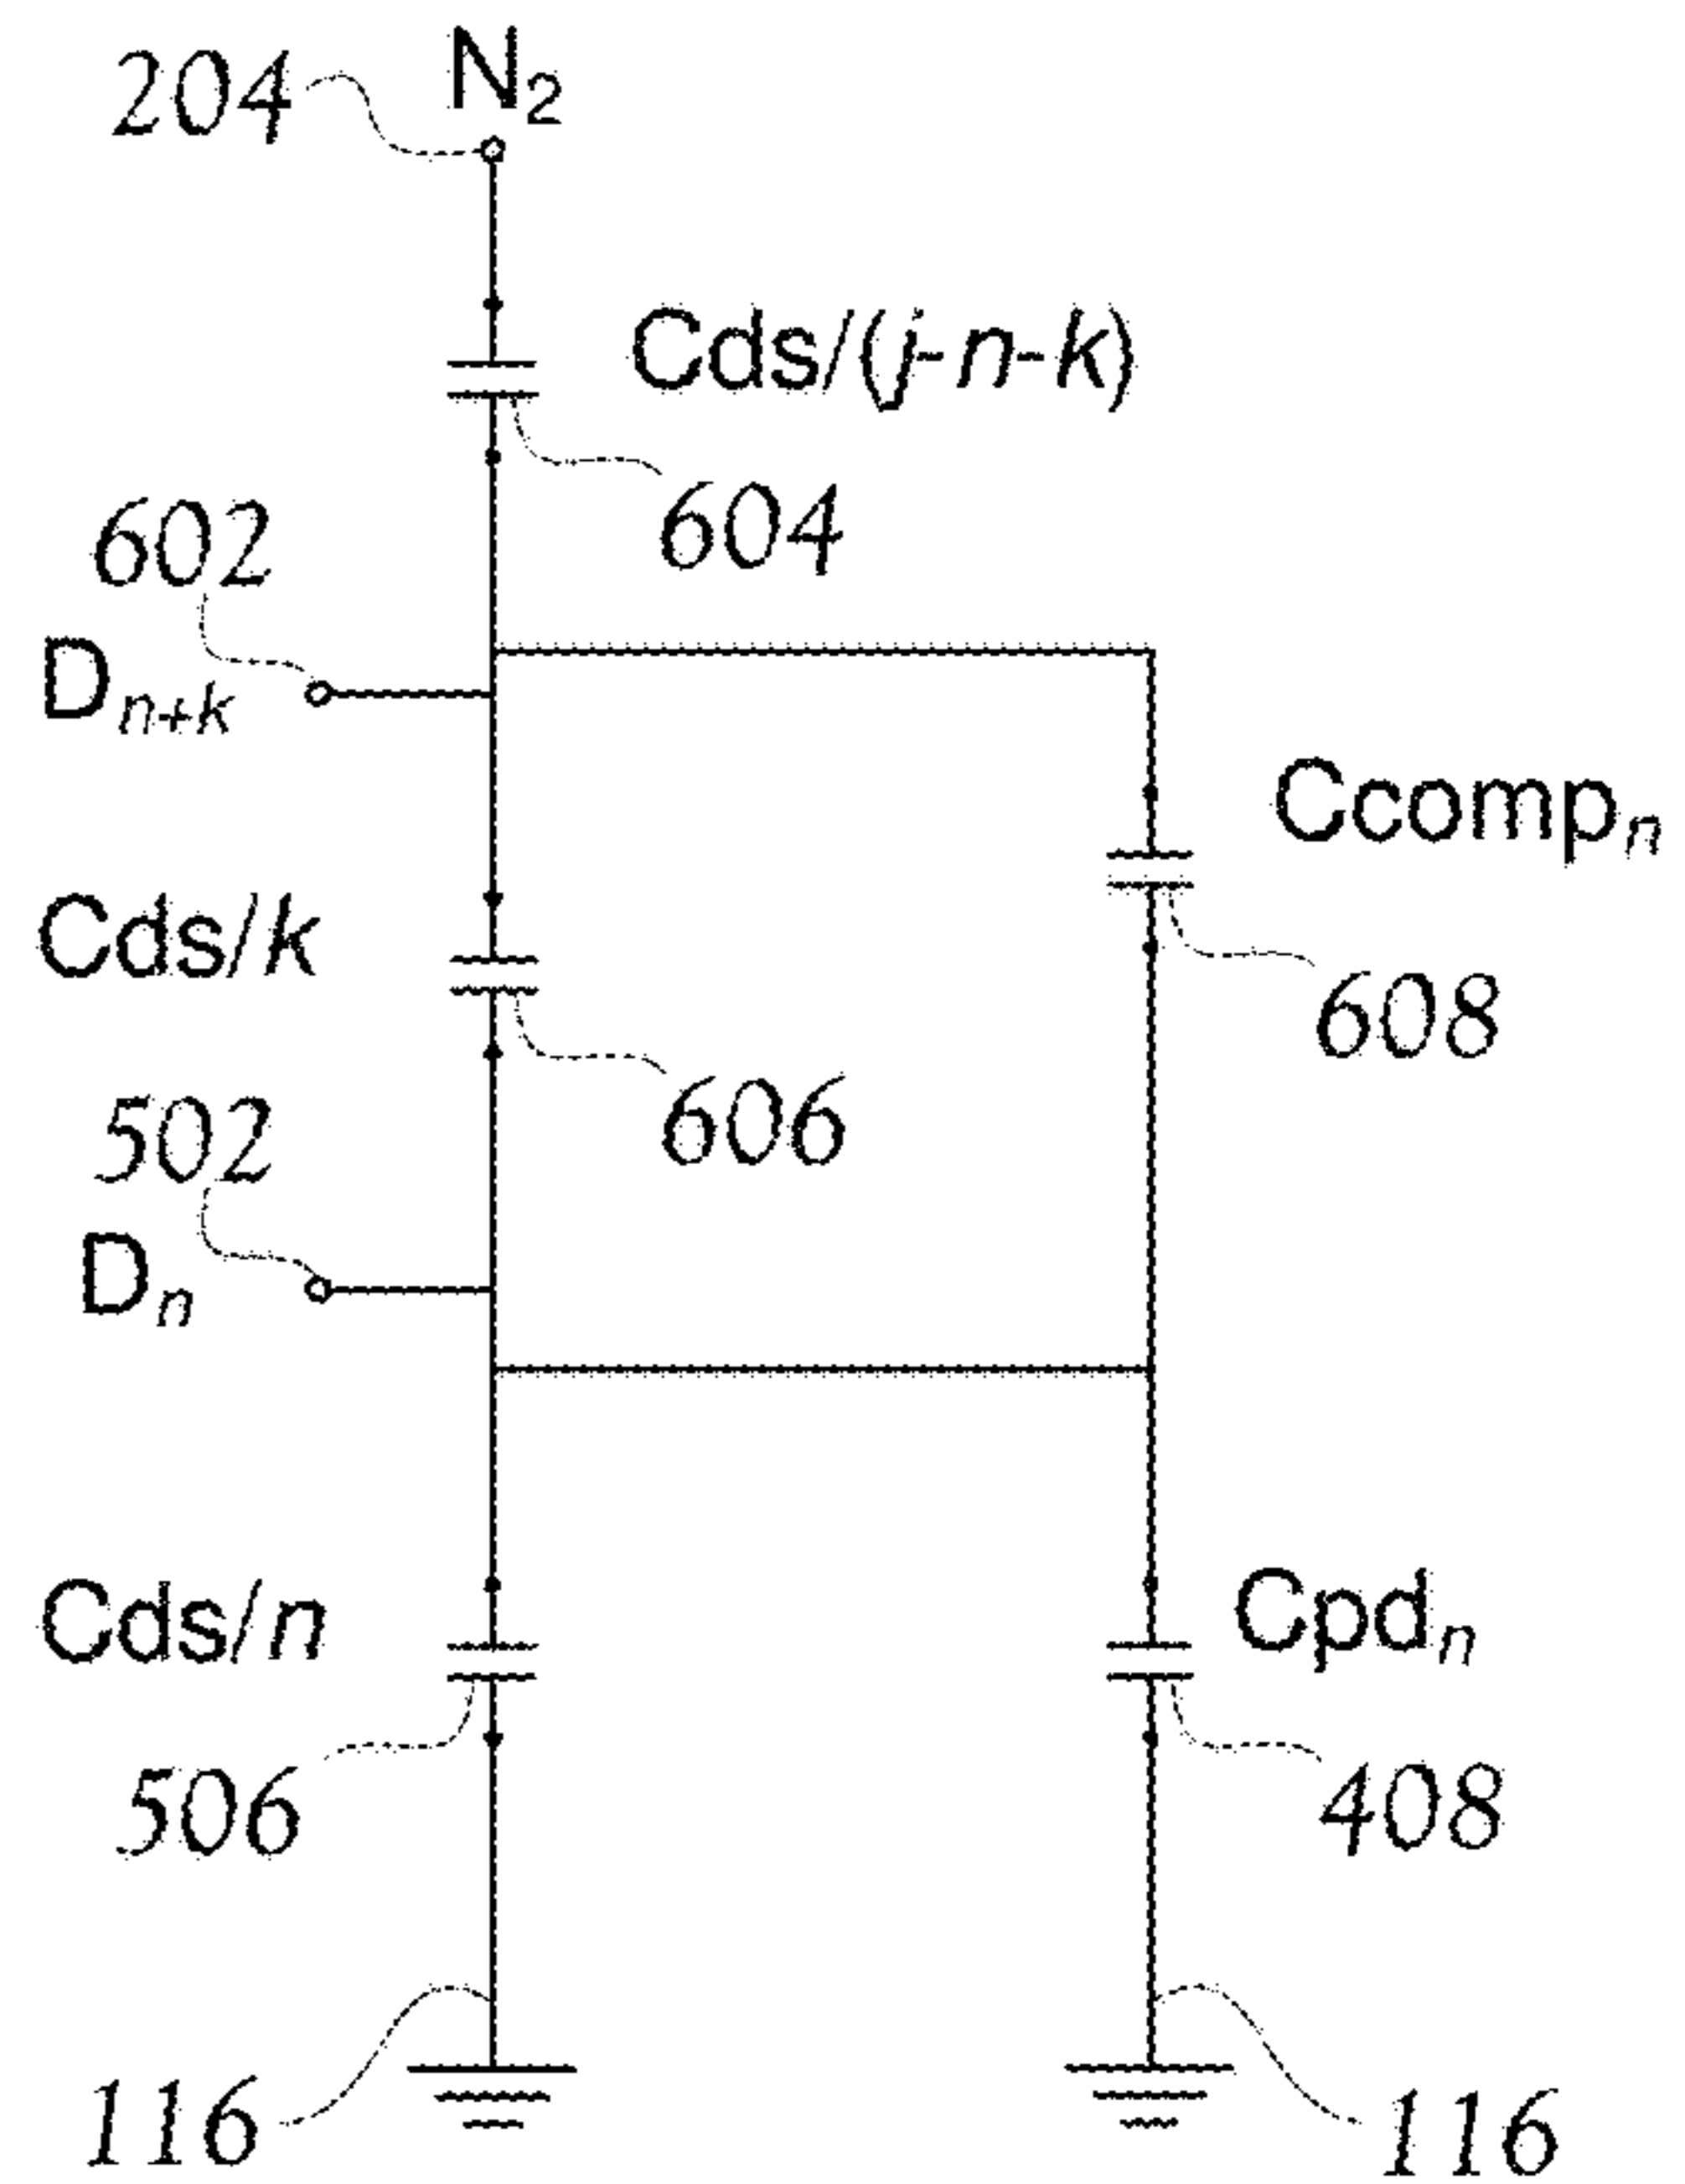 204
N₂
Cds/(j-n-k)
604
602
Dₙ₊ₖ
Ccompₙ
Cds/k
608
606
502
Dₙ
Cds/n
Cpdₙ
506
408
116
116